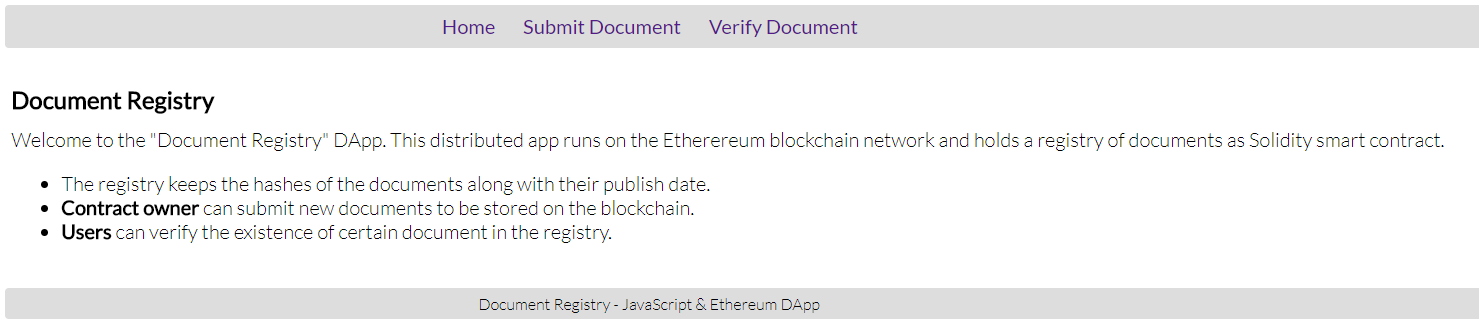 Home Submit Document Verify Document
Document Registry
Welcome to the "Document Registry" DApp. This distributed app runs on the Etherereum blockchain network and holds a registry of documents as Solidity smart contract.
The registry keeps the hashes of the documents along with their publish date.
Contract owner can submit new documents to be stored on the blockchain.
Users can verify the existence of certain document in the registry.
Document Registry - JavaScript & Ethereum DApp